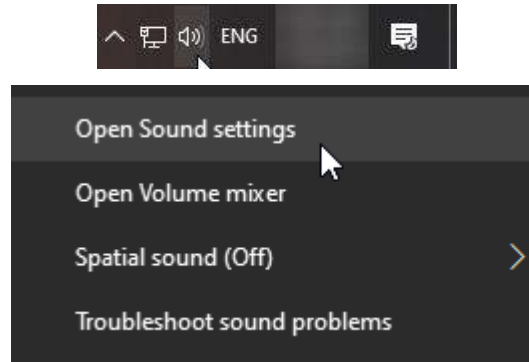 ENG
Open Sound settings
Open Volume mixer
Spatial sound (Off)
Troubleshoot sound problems